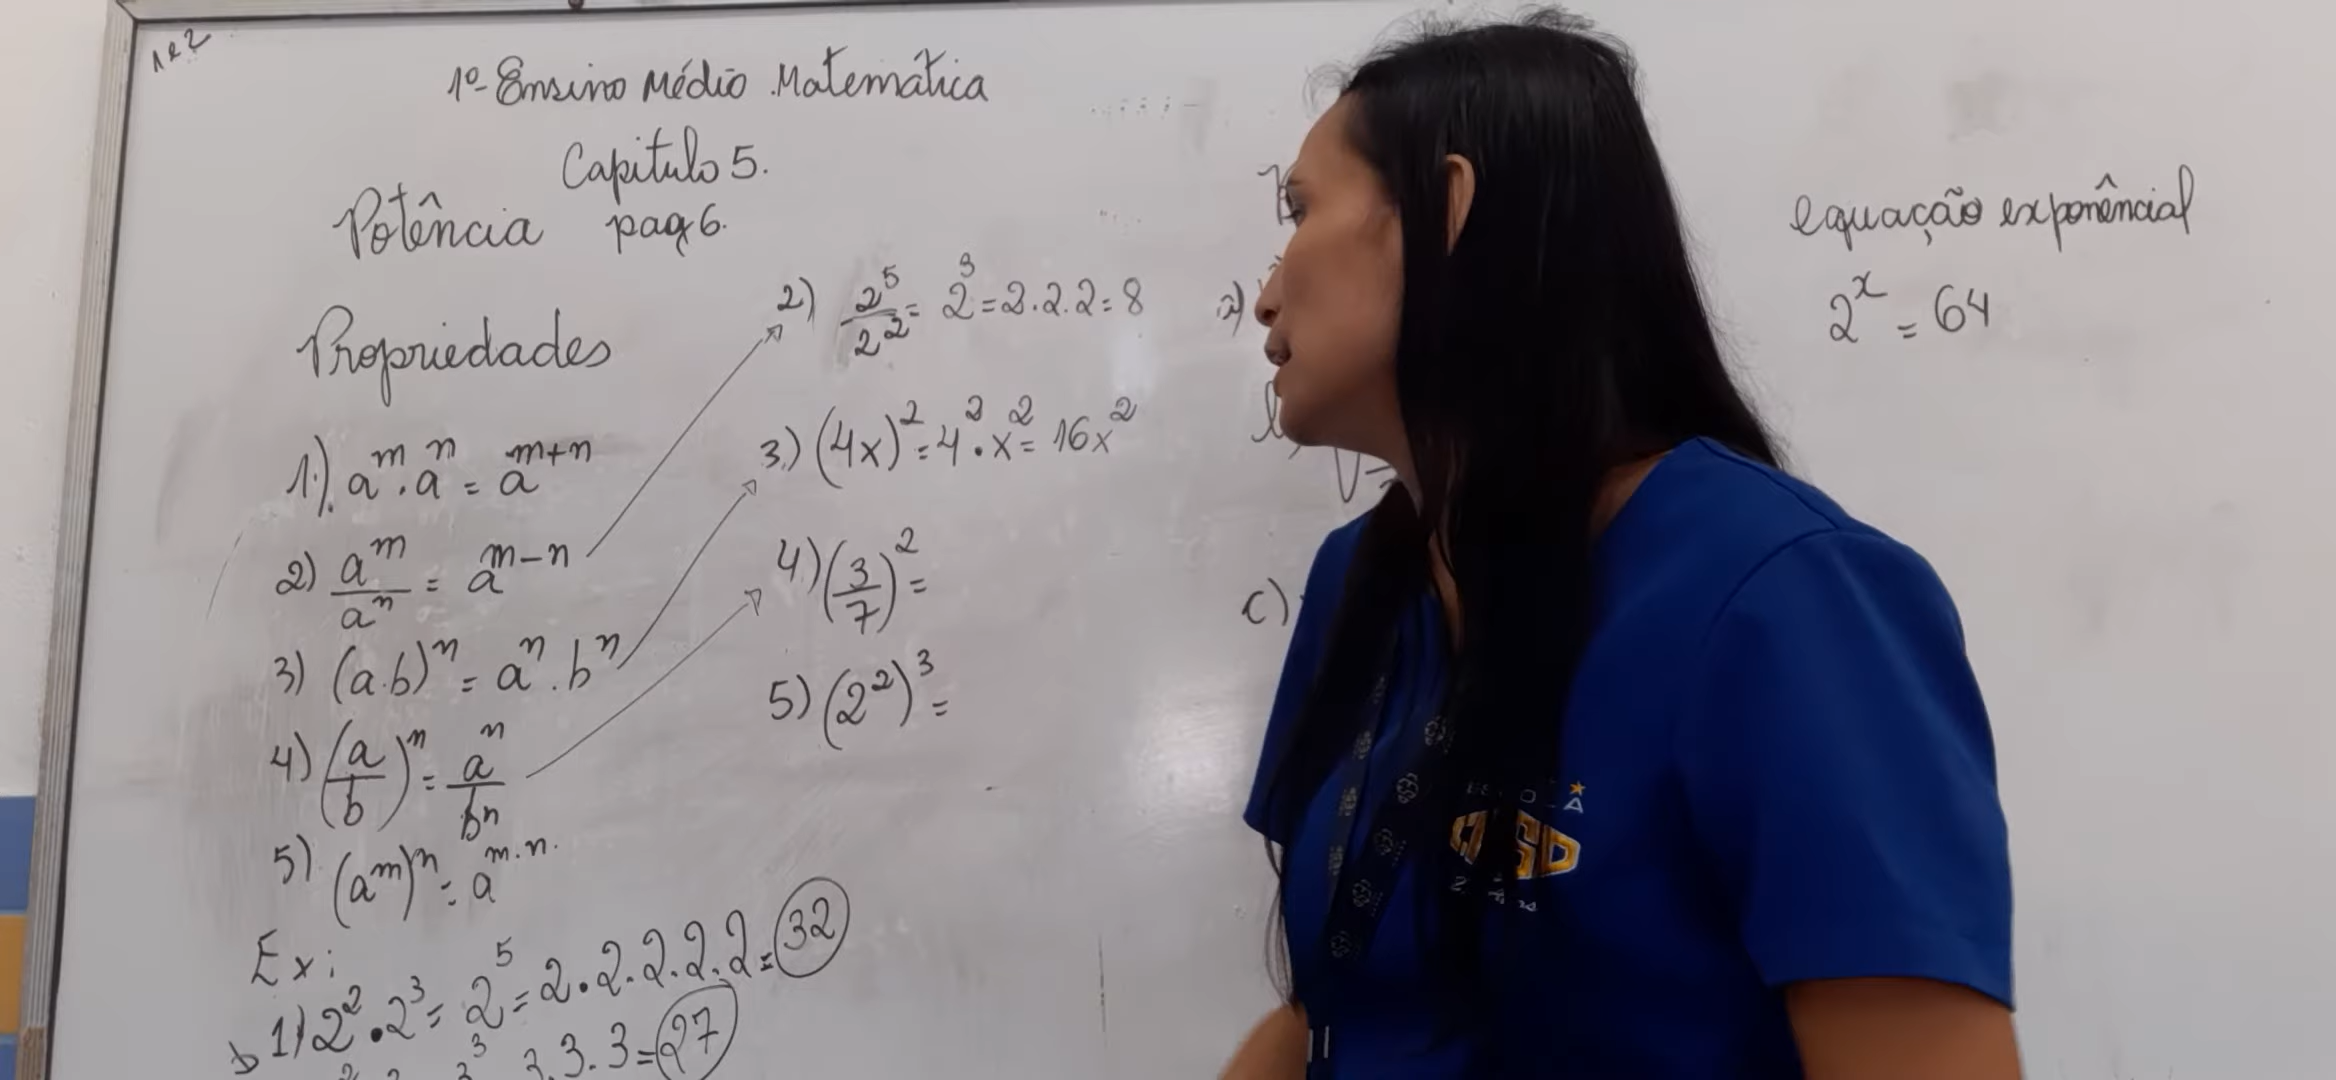 1e2
1º Ensino Médio Matemática
Capitulo 5.
Potência pag 6.
Propriedades
1) a^m . a^n = a^{m+n}
2) a^m/a^n = a^{m-n}
3) (a.b)^n = a^n . b^n
4) (a/b)^n = a^n/b^n
5) (a^m)^n = a^{m.n}.
Ex:
b 1) 2^2 . 2^3 = 2^5 = 2.2.2.2.2 = 32
3.3.3 = 27
2) 2^5/2^2 = 2^3 = 2.2.2 = 8
3.) (4x)^2 = 4^2 . x^2 = 16x^2
4) (3/7)^2 =
5) (2^2)^3 =
a)
c)
equação exponêncial
2^x = 64